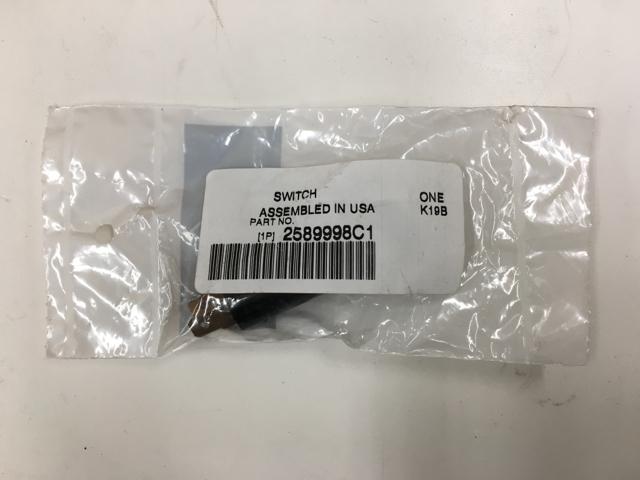 SWITCH
ASSEMBLED IN USA
ONE
K19B
PART NO.
[1P] 2589998C1